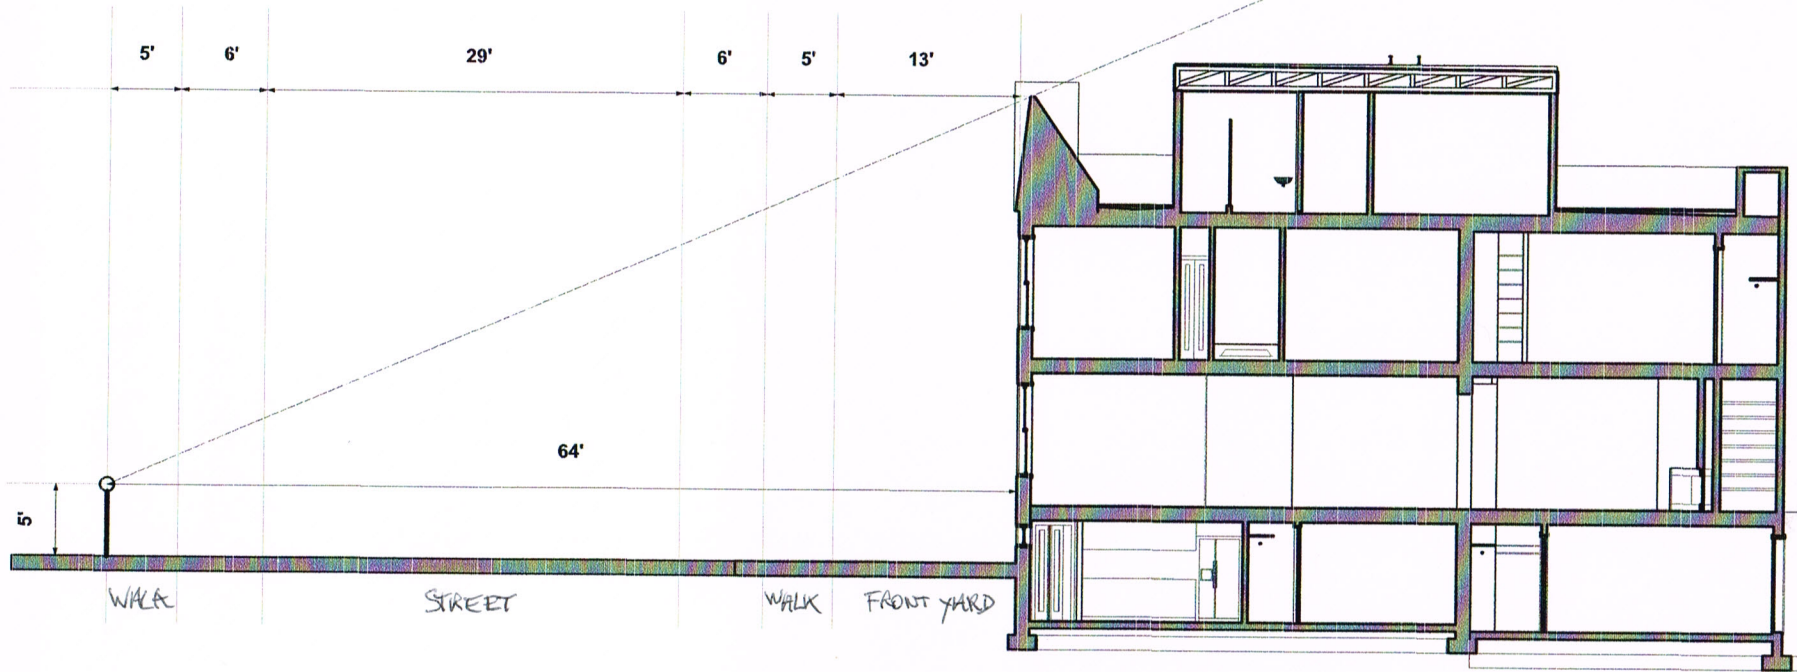 5' 6' 29' 6' 5' 13'
64'
5'
WALK STREET WALK FRONT YARD